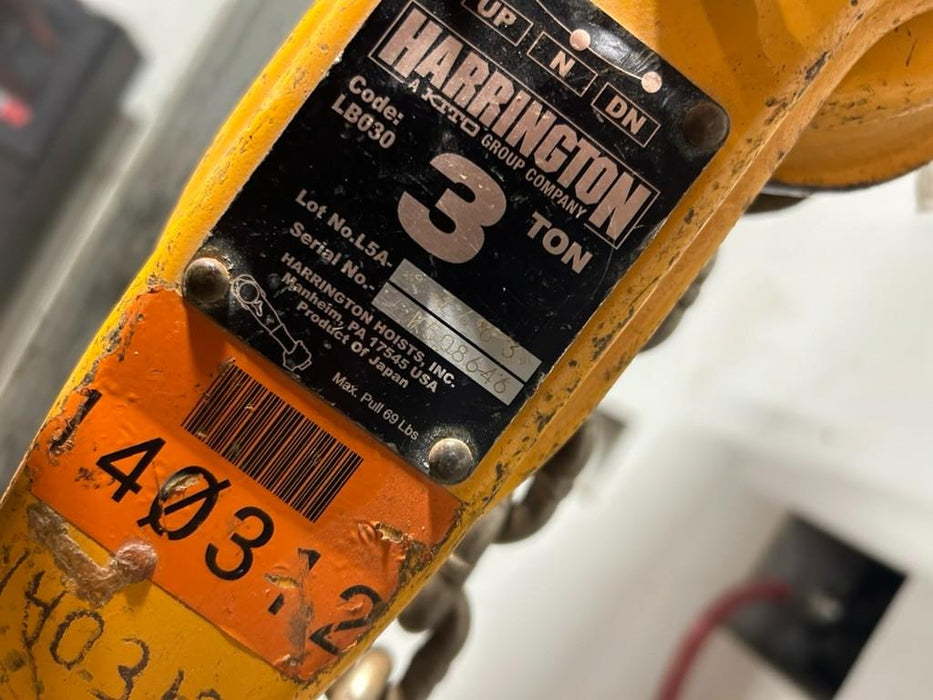 UP N DN
HARRINGTON
A KITO GROUP COMPANY
Code:
LB030
3 TON
Lot No.L5A-
Serial No.-
HARRINGTON HOISTS, INC.
Manheim, PA 17545 USA
Product Of Japan
Max. Pull 69 Lbs
40312